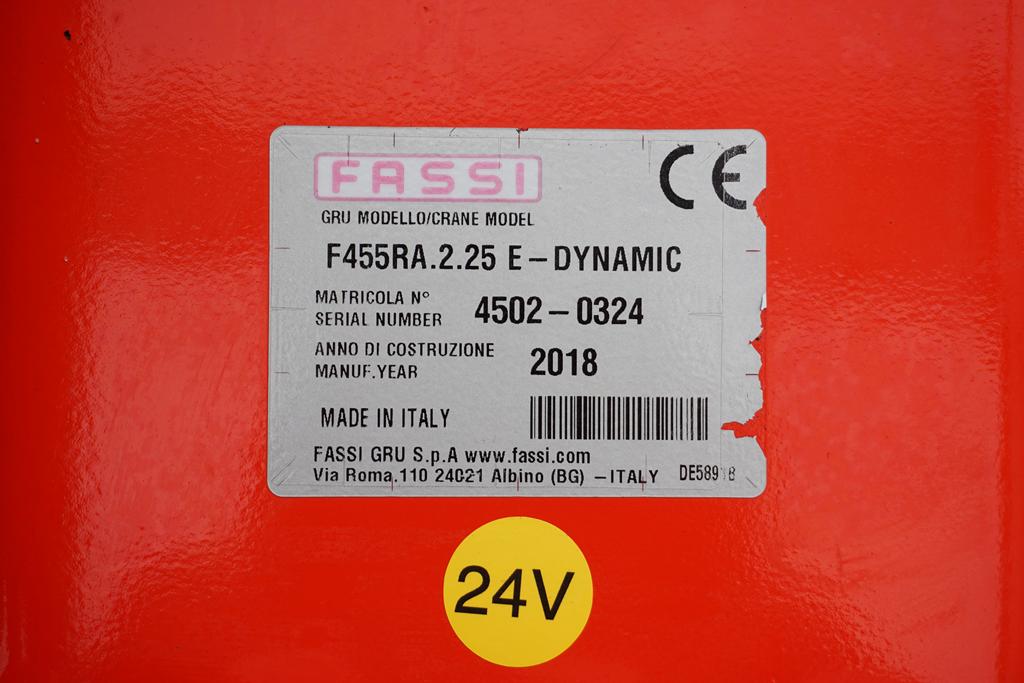 FASSI
CE
GRU MODELLO/CRANE MODEL
F455RA.2.25 E – DYNAMIC
MATRICOLA N°
SERIAL NUMBER 4502 – 0324
ANNO DI COSTRUZIONE
MANUF.YEAR 2018
MADE IN ITALY
FASSI GRU S.p.A www.fassi.com
Via Roma,110 24021 Albino (BG) – ITALY
24V